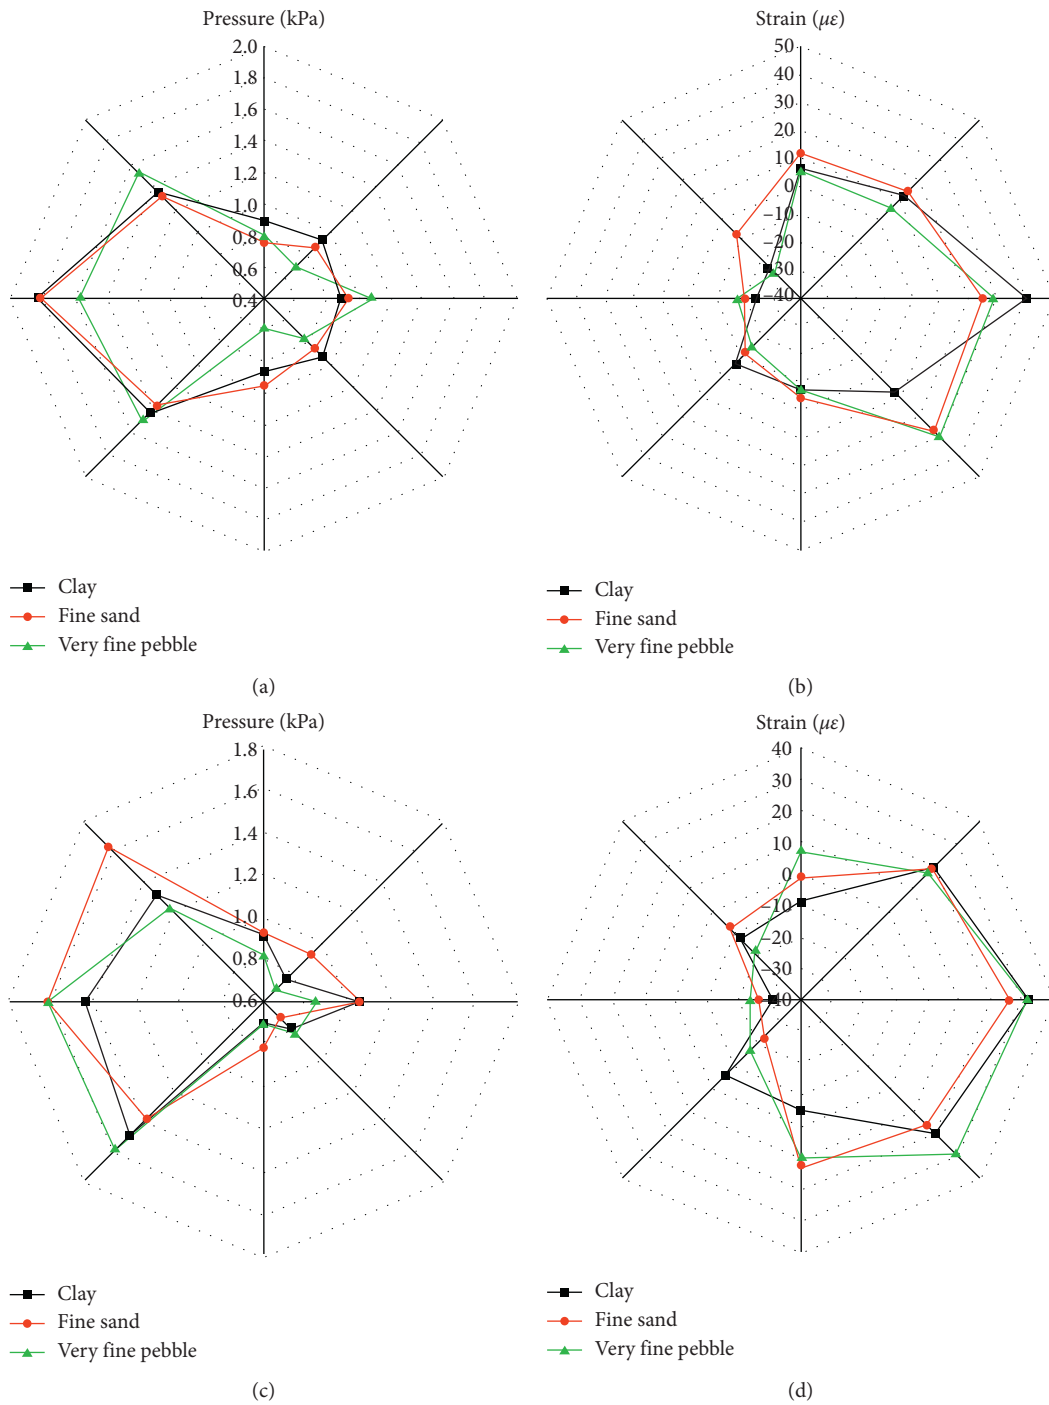 Pressure (kPa)
2.0
1.8
1.6
1.4
1.2
1.0
0.8
0.6
0.4
Clay
Fine sand
Very fine pebble
(a)
Strain (με)
50
40
30
20
10
0
−10
−20
−30
−40
Clay
Fine sand
Very fine pebble
(b)
Pressure (kPa)
1.8
1.6
1.4
1.2
1.0
0.8
0.6
Clay
Fine sand
Very fine pebble
(c)
Strain (με)
40
30
20
10
0
−10
−20
−30
40
Clay
Fine sand
Very fine pebble
(d)